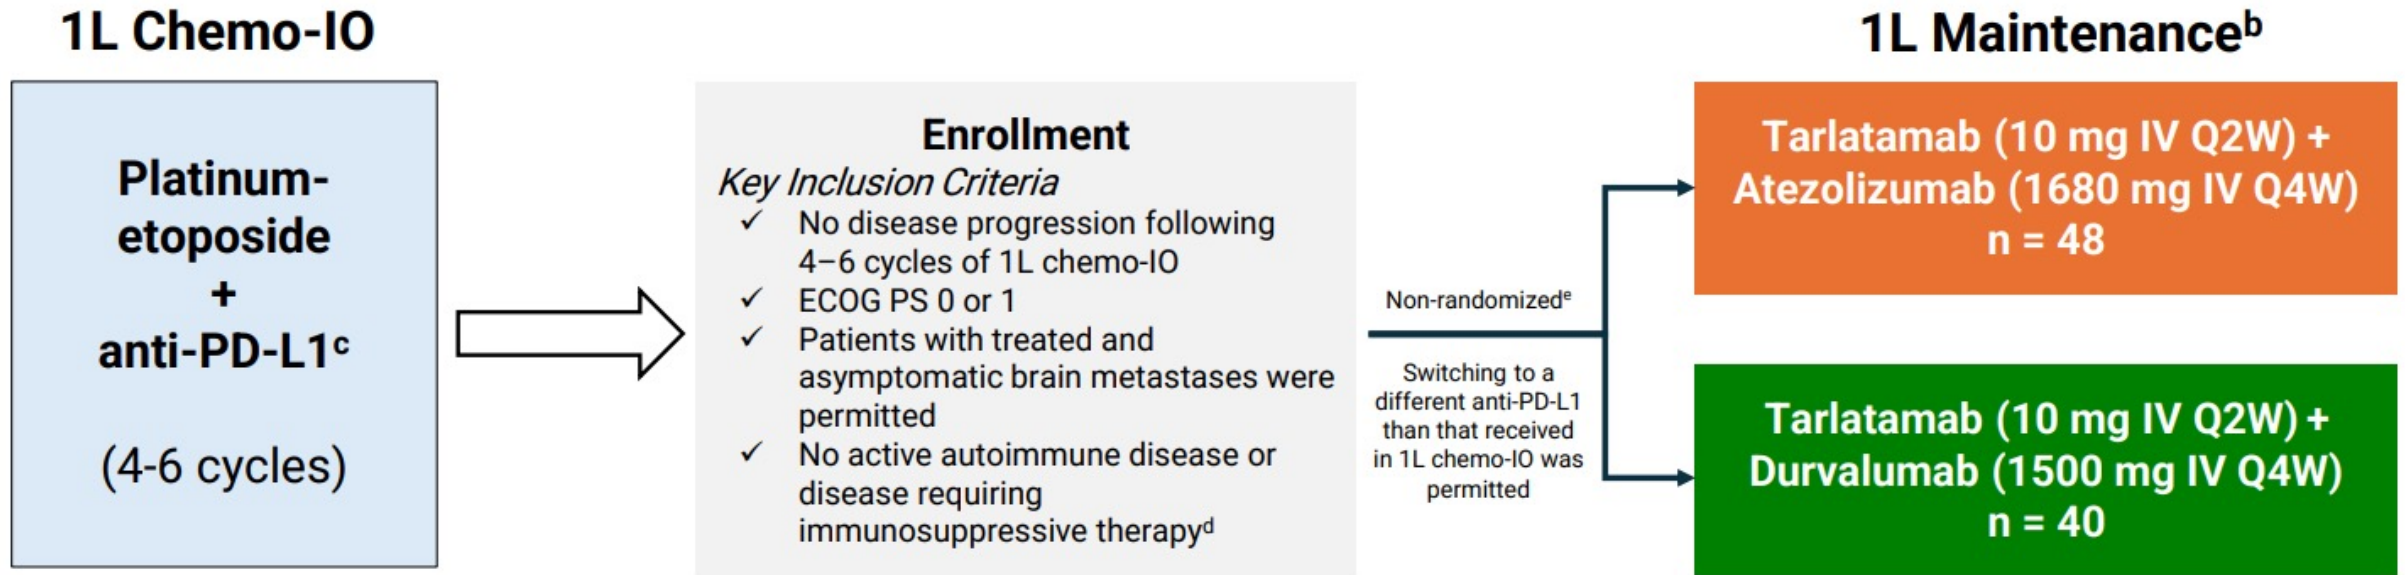 1L Chemo-IO
Platinum-
etoposide
+
anti-PD-L1ᶜ
(4-6 cycles)
Enrollment
Key Inclusion Criteria
✓ No disease progression following
4–6 cycles of 1L chemo-IO
✓ ECOG PS 0 or 1
✓ Patients with treated and
asymptomatic brain metastases were
permitted
✓ No active autoimmune disease or
disease requiring
immunosuppressive therapyᵈ
Non-randomizedᵉ
Switching to a
different anti-PD-L1
than that received
in 1L chemo-IO was
permitted
1L Maintenanceᵇ
Tarlatamab (10 mg IV Q2W) +
Atezolizumab (1680 mg IV Q4W)
n = 48
Tarlatamab (10 mg IV Q2W) +
Durvalumab (1500 mg IV Q4W)
n = 40